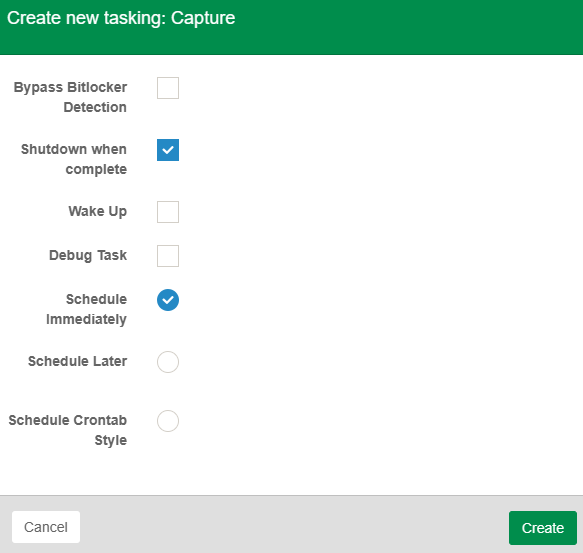 Create new tasking: Capture
Bypass Bitlocker
Detection
Shutdown when
complete
Wake Up
Debug Task
Schedule
Immediately
Schedule Later
Schedule Crontab
Style
Cancel
Create